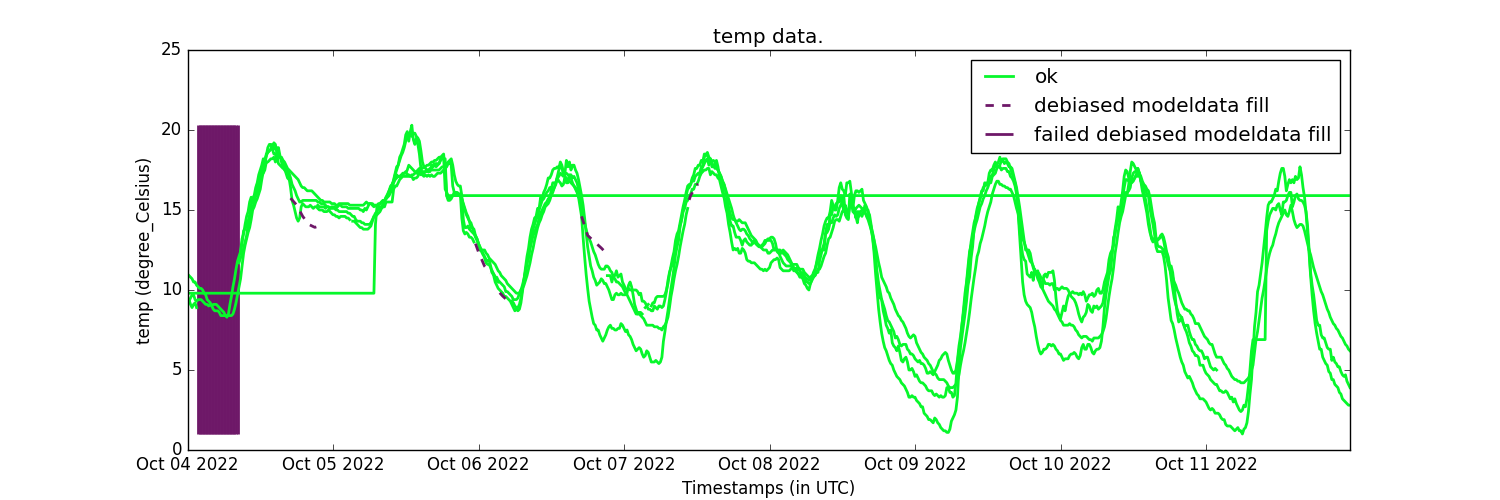 temp data.
ok
debiased modeldata fill
failed debiased modeldata fill
temp (degree_Celsius)
25
20
15
10
5
0
Oct 04 2022 Oct 05 2022 Oct 06 2022 Oct 07 2022 Oct 08 2022 Oct 09 2022 Oct 10 2022 Oct 11 2022
Timestamps (in UTC)